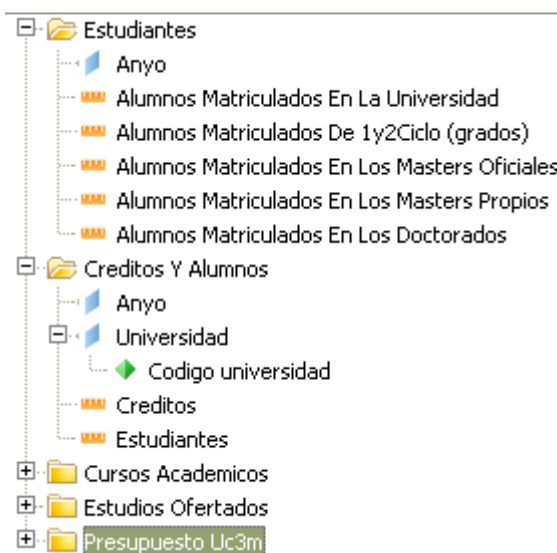 Estudiantes
Anyo
Alumnos Matriculados En La Universidad
Alumnos Matriculados De 1y2Ciclo (grados)
Alumnos Matriculados En Los Masters Oficiales
Alumnos Matriculados En Los Masters Propios
Alumnos Matriculados En Los Doctorados
Creditos Y Alumnos
Anyo
Universidad
Codigo universidad
Creditos
Estudiantes
Cursos Academicos
Estudios Ofertados
Presupuesto Uc3m